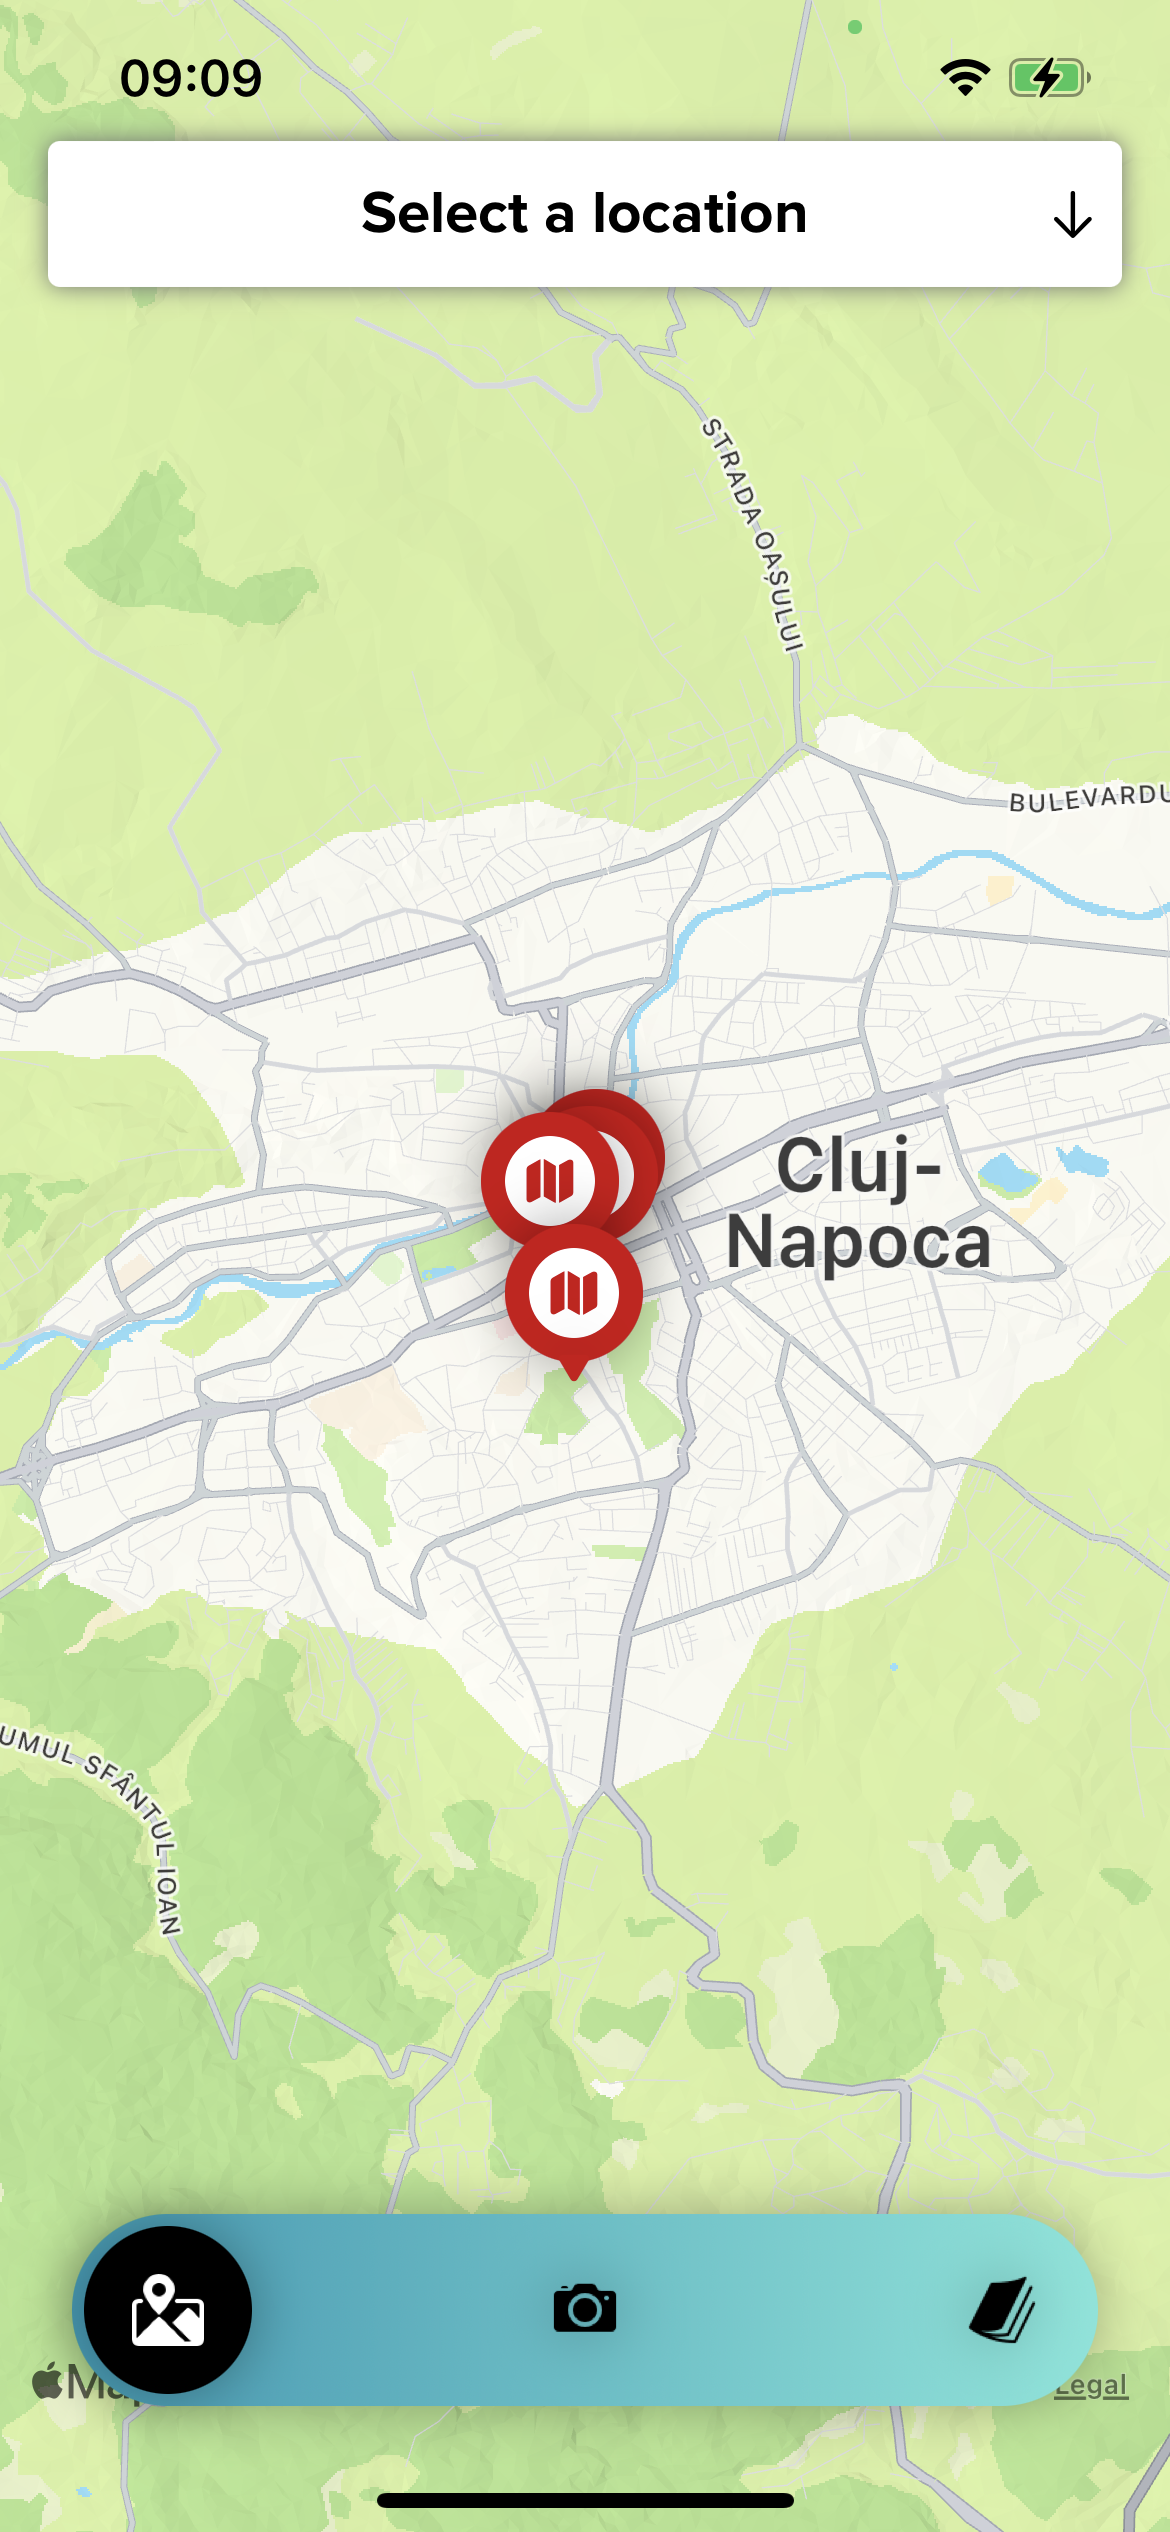 09:09
Select a location
STRADA OAȘULUI
BULEVARDU
Cluj-
Napoca
UMUL SFÂNTUL IOAN
Legal